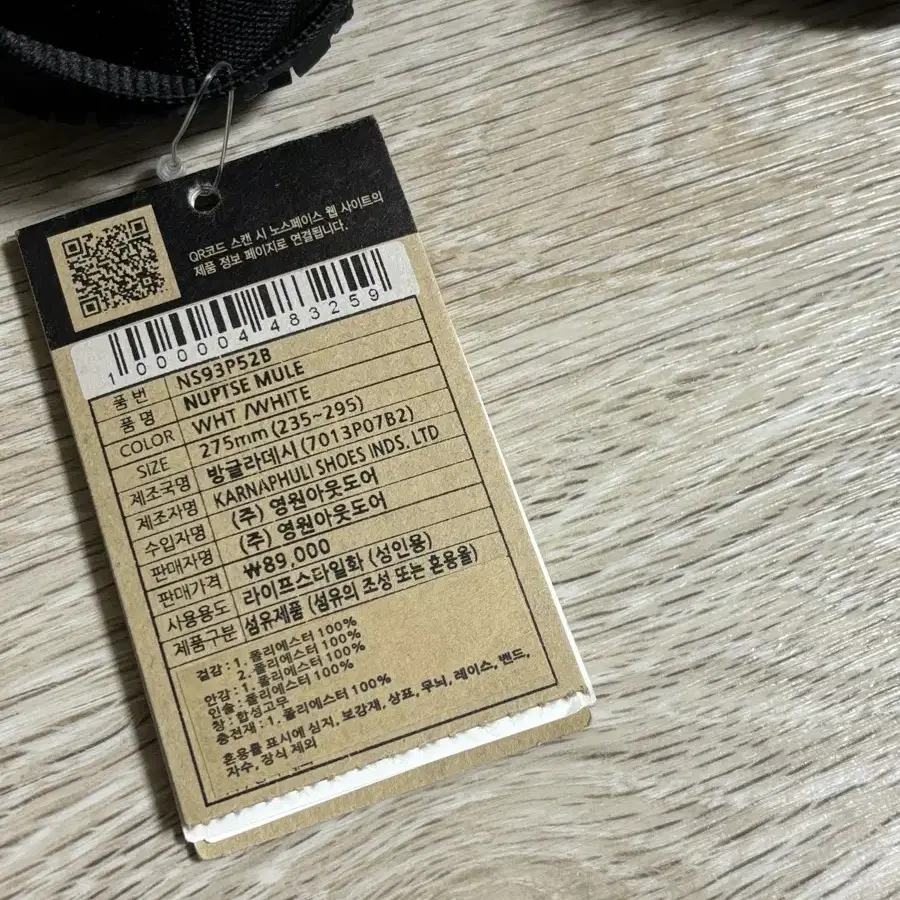 QR코드 스캔 시 노스페이스 웹 사이트의
제품 정보 페이지로 연결됩니다.
1000004483259
품 번 NS93P52B
품 명 NUPTSE MULE
COLOR WHT /WHITE
SIZE 275mm (235~295)
제조국명 방글라데시 (7013P07B2)
제조자명 KARNAPHULI SHOES INDS. LTD
수입자명 (주) 영원아웃도어
판매자명 (주) 영원아웃도어
판매가격 ₩89,000
사용용도 라이프스타일화 (성인용)
제품구분 섬유제품 (섬유의 조성 또는 혼용율)
겉감 : 1. 폴리에스터 100%
2. 폴리에스터 100%
안감 : 1. 폴리에스터 100%
인솔 : 폴리에스터 100%
창 : 합성고무
충전재 : 1. 폴리에스터 100%
혼용률 표시에 심지, 보강재, 상표, 무늬, 레이스, 밴드,
자수, 장식 제외